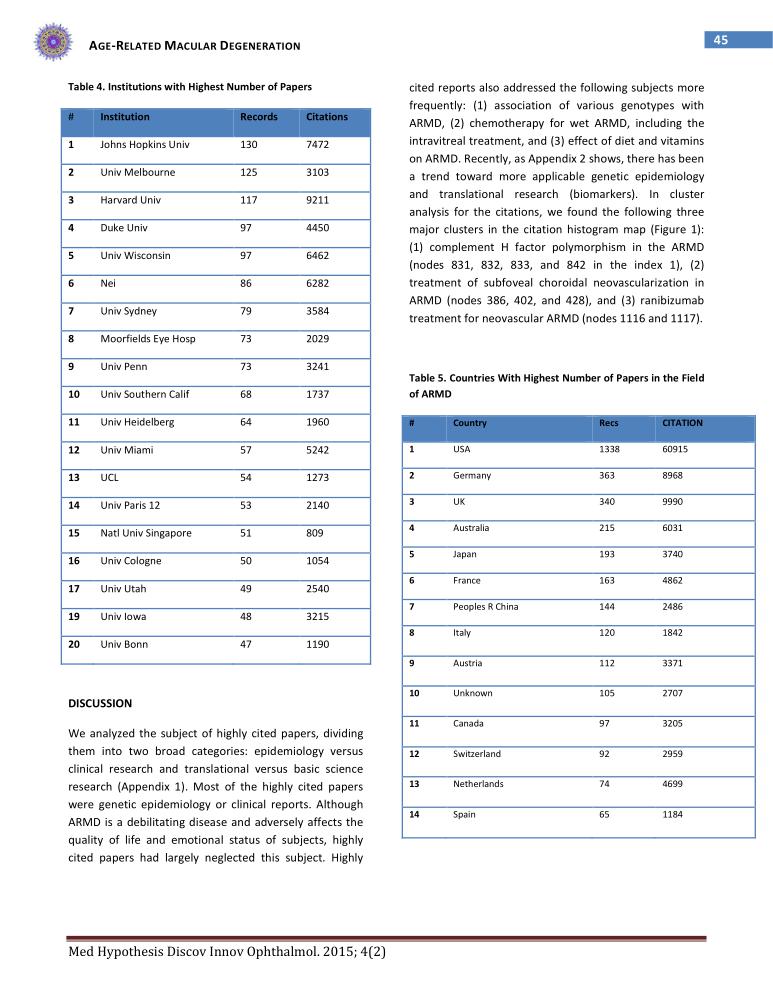 AGE-RELATED MACULAR DEGENERATION
45
Table 4. Institutions with Highest Number of Papers
# Institution Records Citations
1 Johns Hopkins Univ 130 7472
2 Univ Melbourne 125 3103
3 Harvard Univ 117 9211
4 Duke Univ 97 4450
5 Univ Wisconsin 97 6462
6 Nei 86 6282
7 Univ Sydney 79 3584
8 Moorfields Eye Hosp 73 2029
9 Univ Penn 73 3241
10 Univ Southern Calif 68 1737
11 Univ Heidelberg 64 1960
12 Univ Miami 57 5242
13 UCL 54 1273
14 Univ Paris 12 53 2140
15 Natl Univ Singapore 51 809
16 Univ Cologne 50 1054
17 Univ Utah 49 2540
19 Univ Iowa 48 3215
20 Univ Bonn 47 1190
DISCUSSION
We analyzed the subject of highly cited papers, dividing
them into two broad categories: epidemiology versus
clinical research and translational versus basic science
research (Appendix 1). Most of the highly cited papers
were genetic epidemiology or clinical reports. Although
ARMD is a debilitating disease and adversely affects the
quality of life and emotional status of subjects, highly
cited papers had largely neglected this subject. Highly
cited reports also addressed the following subjects more
frequently: (1) association of various genotypes with
ARMD, (2) chemotherapy for wet ARMD, including the
intravitreal treatment, and (3) effect of diet and vitamins
on ARMD. Recently, as Appendix 2 shows, there has been
a trend toward more applicable genetic epidemiology
and translational research (biomarkers). In cluster
analysis for the citations, we found the following three
major clusters in the citation histogram map (Figure 1):
(1) complement H factor polymorphism in the ARMD
(nodes 831, 832, 833, and 842 in the index 1), (2)
treatment of subfoveal choroidal neovascularization in
ARMD (nodes 386, 402, and 428), and (3) ranibizumab
treatment for neovascular ARMD (nodes 1116 and 1117).
Table 5. Countries With Highest Number of Papers in the Field
of ARMD
# Country Recs CITATION
1 USA 1338 60915
2 Germany 363 8968
3 UK 340 9990
4 Australia 215 6031
5 Japan 193 3740
6 France 163 4862
7 Peoples R China 144 2486
8 Italy 120 1842
9 Austria 112 3371
10 Unknown 105 2707
11 Canada 97 3205
12 Switzerland 92 2959
13 Netherlands 74 4699
14 Spain 65 1184
Med Hypothesis Discov Innov Ophthalmol. 2015; 4(2)